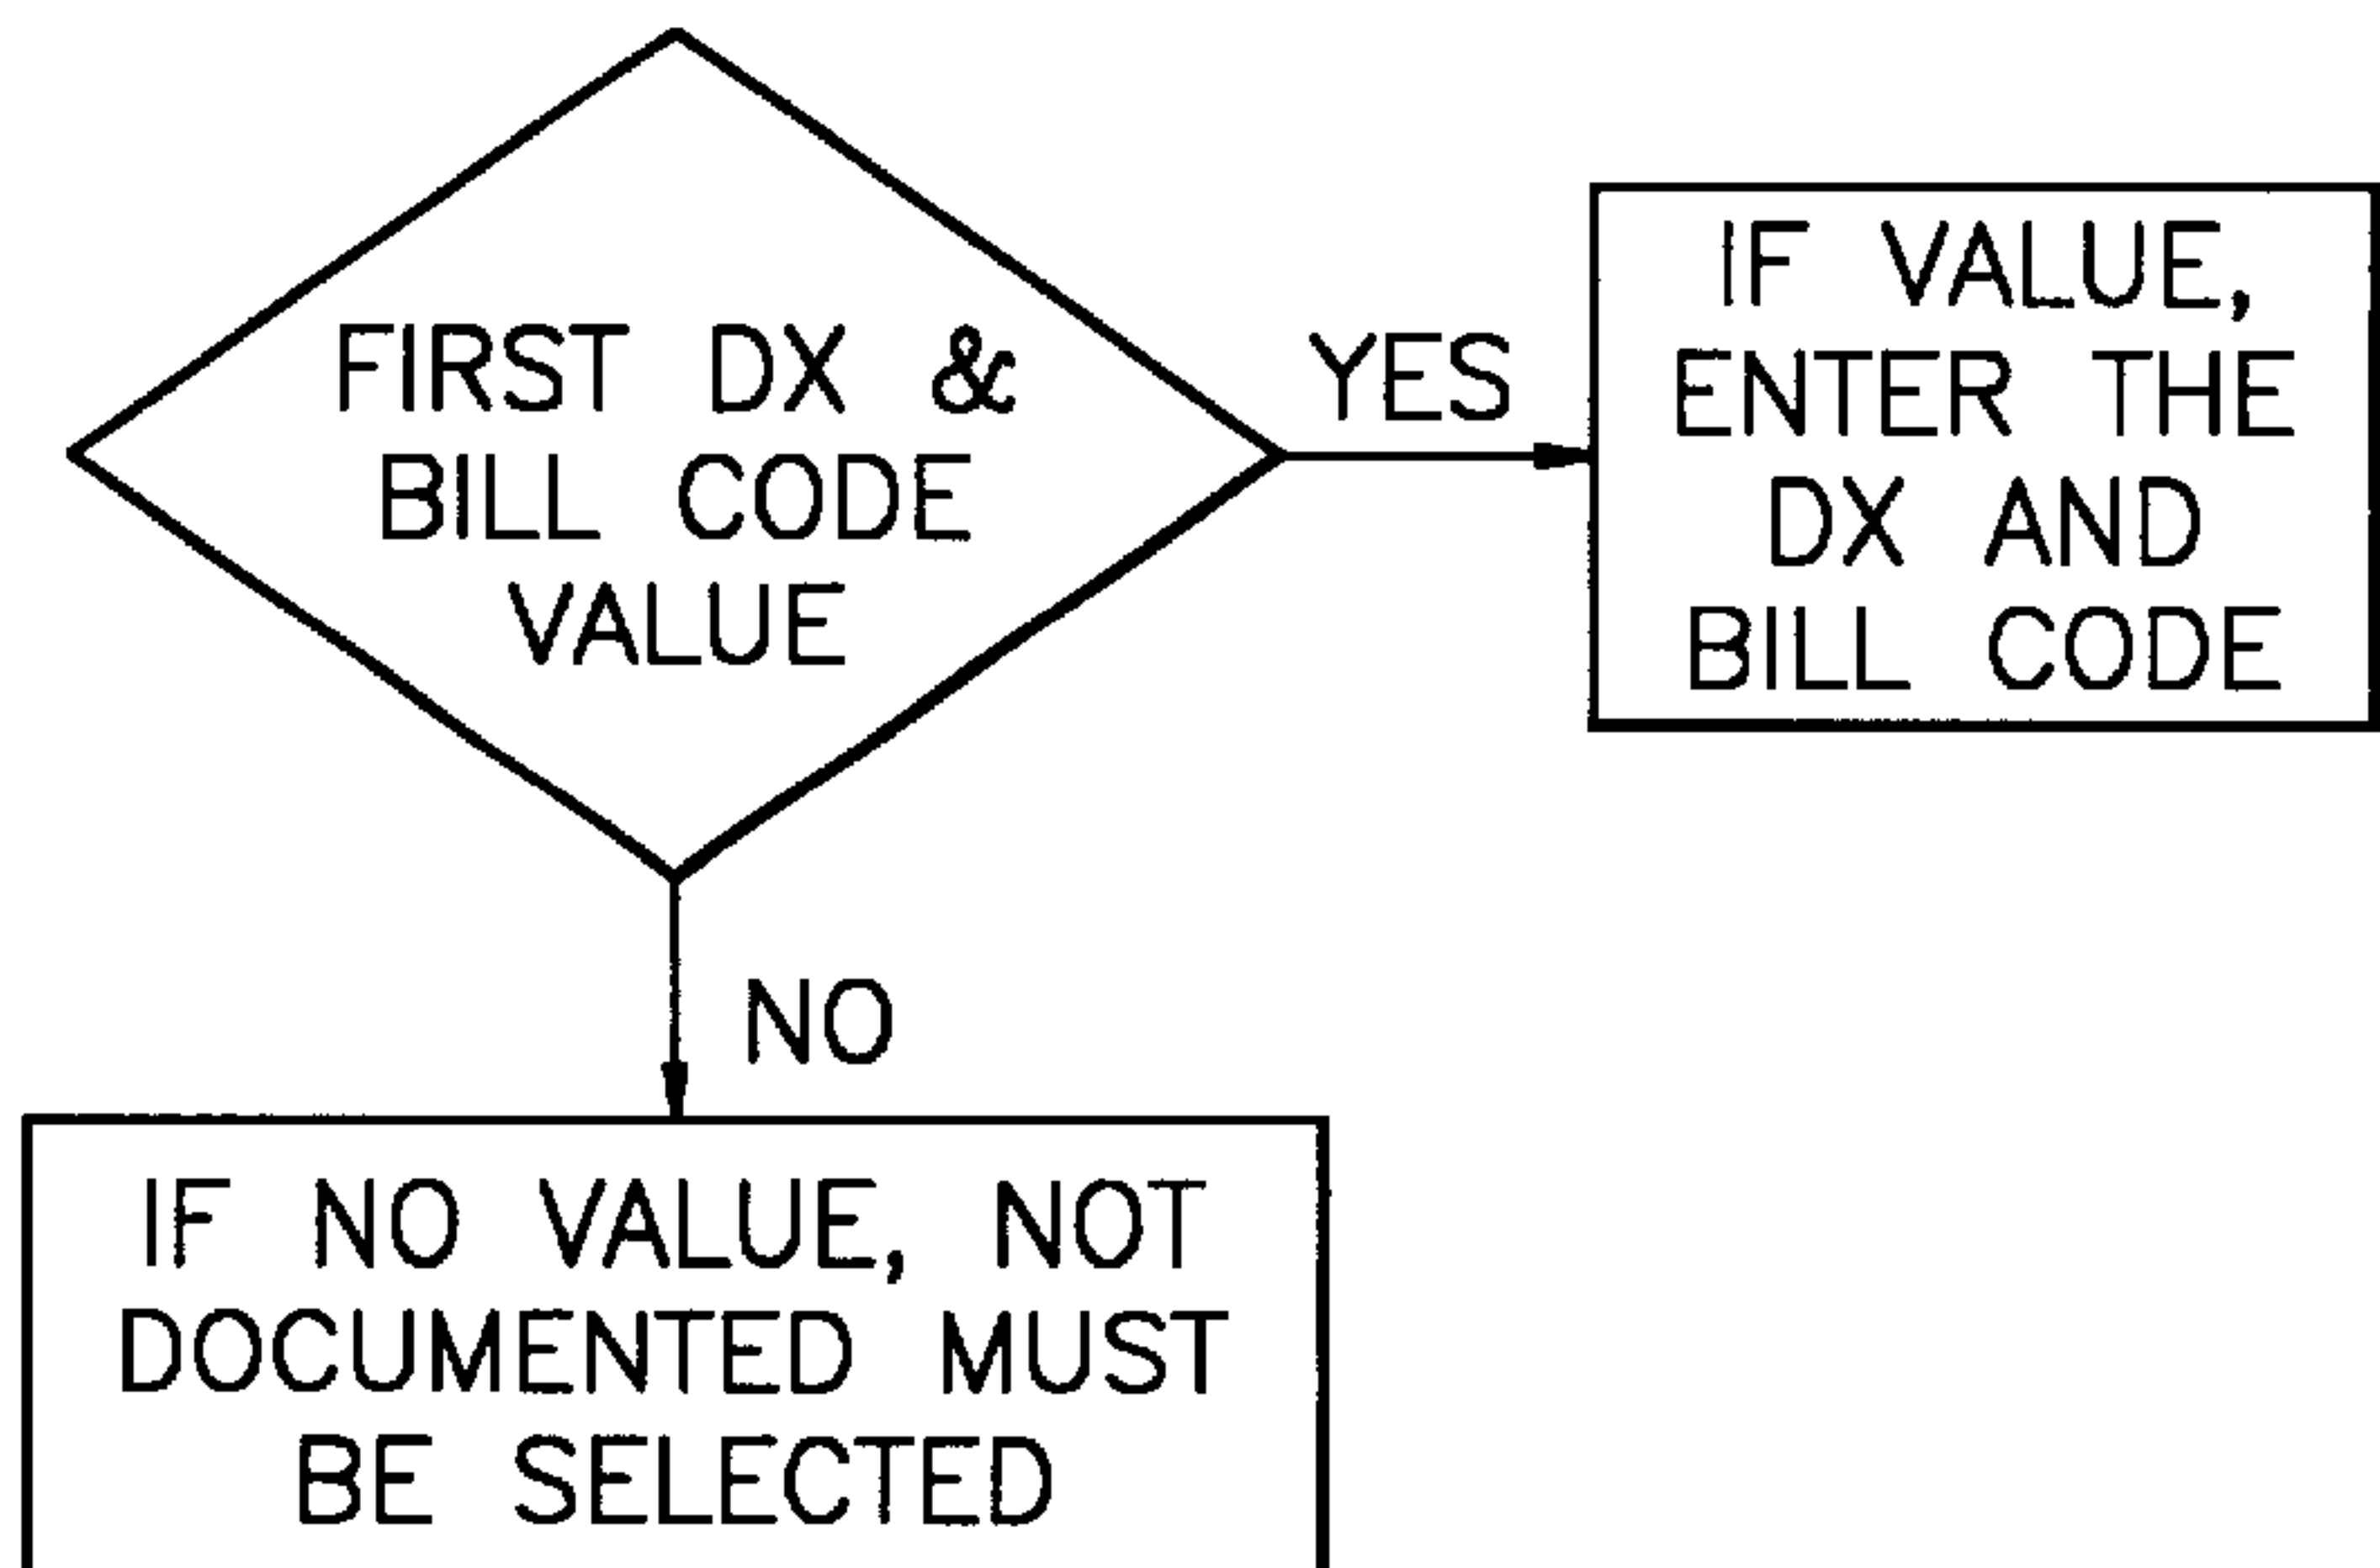 FIRST DX &
BILL CODE
VALUE
YES
IF VALUE,
ENTER THE
DX AND
BILL CODE
NO
IF NO VALUE, NOT
DOCUMENTED MUST
BE SELECTED